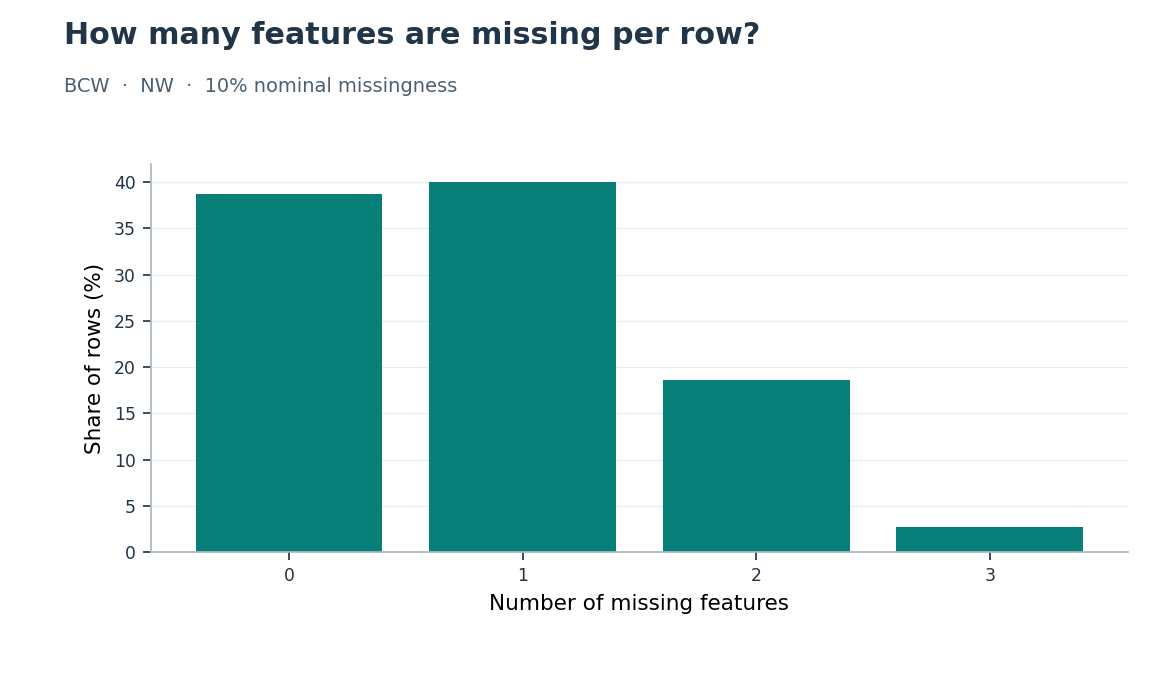 How many features are missing per row?
BCW · NW · 10% nominal missingness
40
35
30
25
20
15
10
5
0
Share of rows (%)
0 1 2 3
Number of missing features